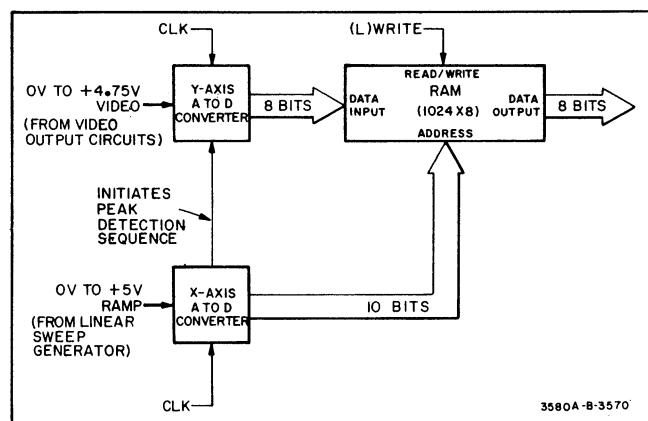 CLK
(L)WRITE
0V TO +4.75V
VIDEO
(FROM VIDEO
OUTPUT CIRCUITS)
Y-AXIS
A TO D
CONVERTER
8 BITS
READ/WRITE
RAM
(1024 X 8)
DATA
INPUT
DATA
OUTPUT
ADDRESS
8 BITS
INITIATES
PEAK
DETECTION
SEQUENCE
0V TO +5V
RAMP
(FROM LINEAR
SWEEP
GENERATOR)
X-AXIS
A TO D
CONVERTER
10 BITS
CLK
3580A-B-3570